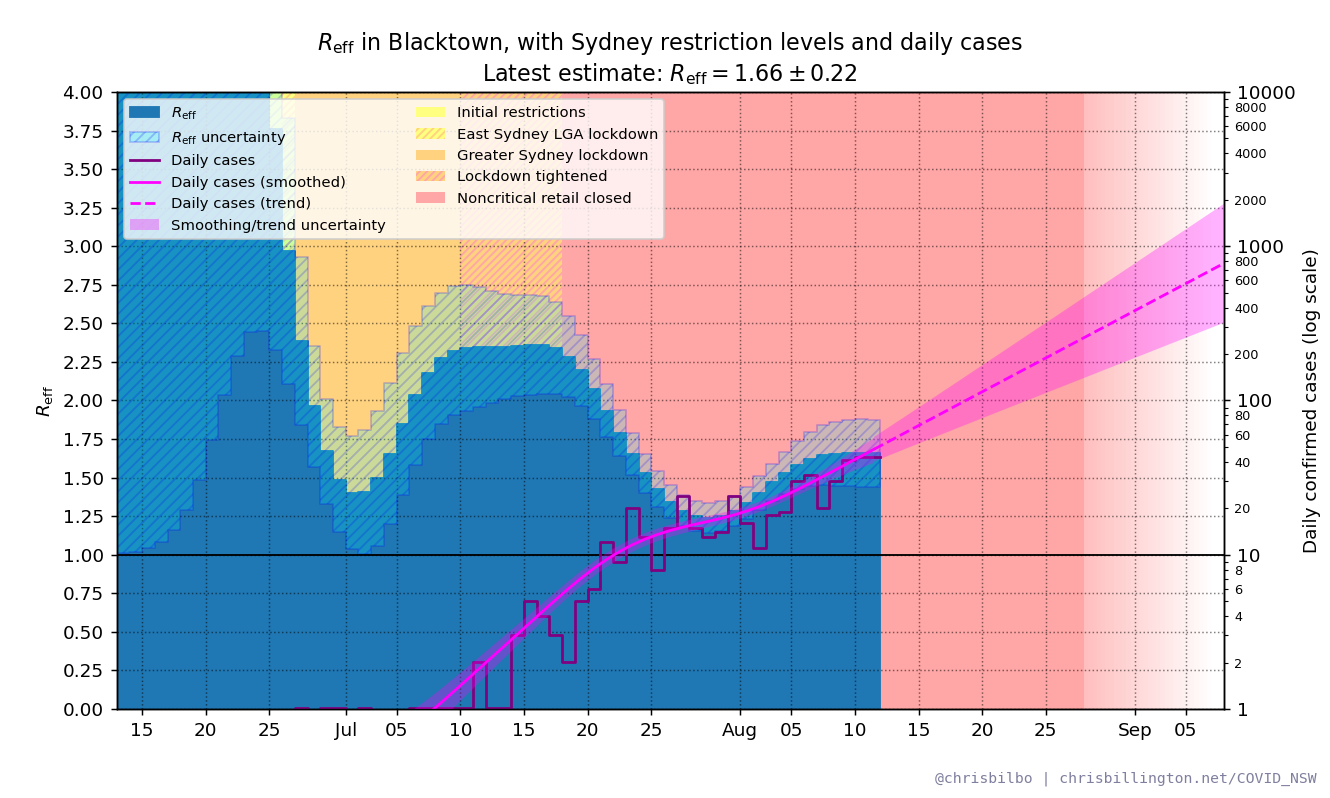 R_eff in Blacktown, with Sydney restriction levels and daily cases
Latest estimate: R_eff = 1.66 ± 0.22
R_eff
R_eff uncertainty
Daily cases
Daily cases (smoothed)
Daily cases (trend)
Smoothing/trend uncertainty
Initial restrictions
East Sydney LGA lockdown
Greater Sydney lockdown
Lockdown tightened
Noncritical retail closed
4.00
3.75
3.50
3.25
3.00
2.75
2.50
2.25
2.00
1.75
1.50
1.25
1.00
0.75
0.50
0.25
0.00
R_eff
10000
8000
6000
4000
2000
1000
800
600
400
200
100
80
60
40
20
10
8
6
4
2
1
Daily confirmed cases (log scale)
15 20 25 Jul 05 10 15 20 25 Aug 05 10 15 20 25 Sep 05
@chrisbilbo | chrisbillington.net/COVID_NSW